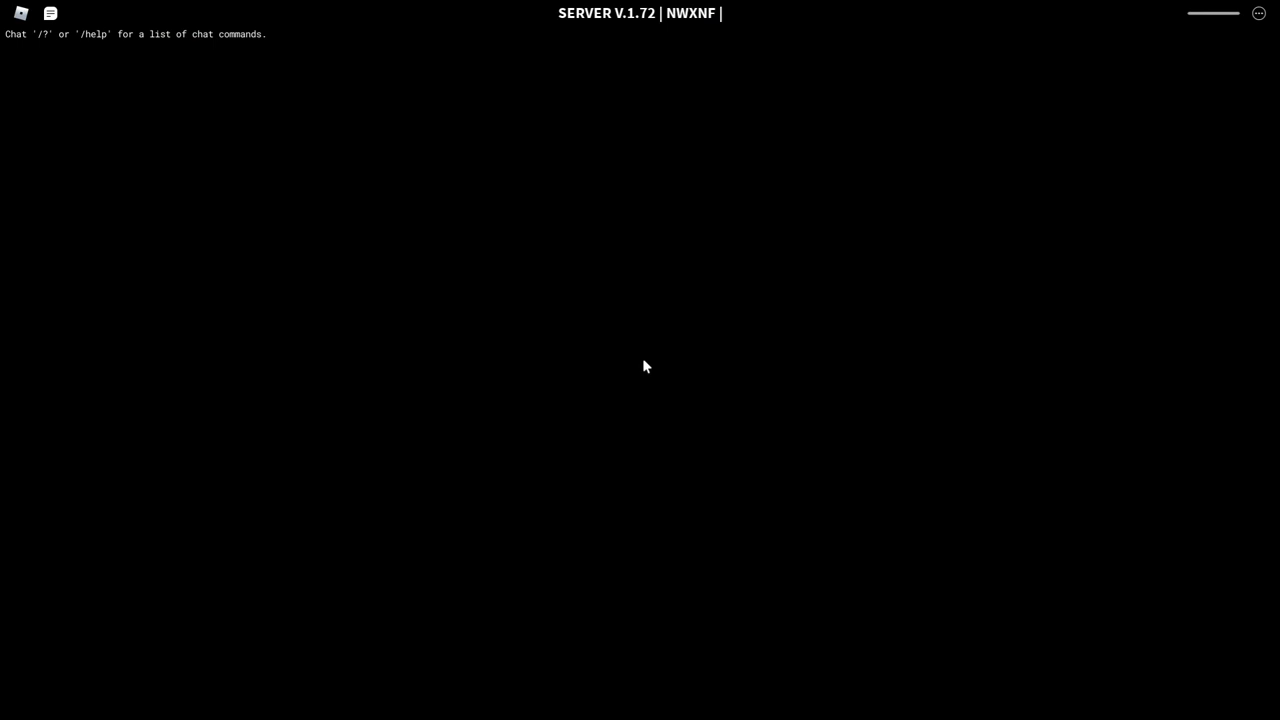 SERVER V.1.72 | NWXNF |
Chat '/?' or '/help' for a list of chat commands.